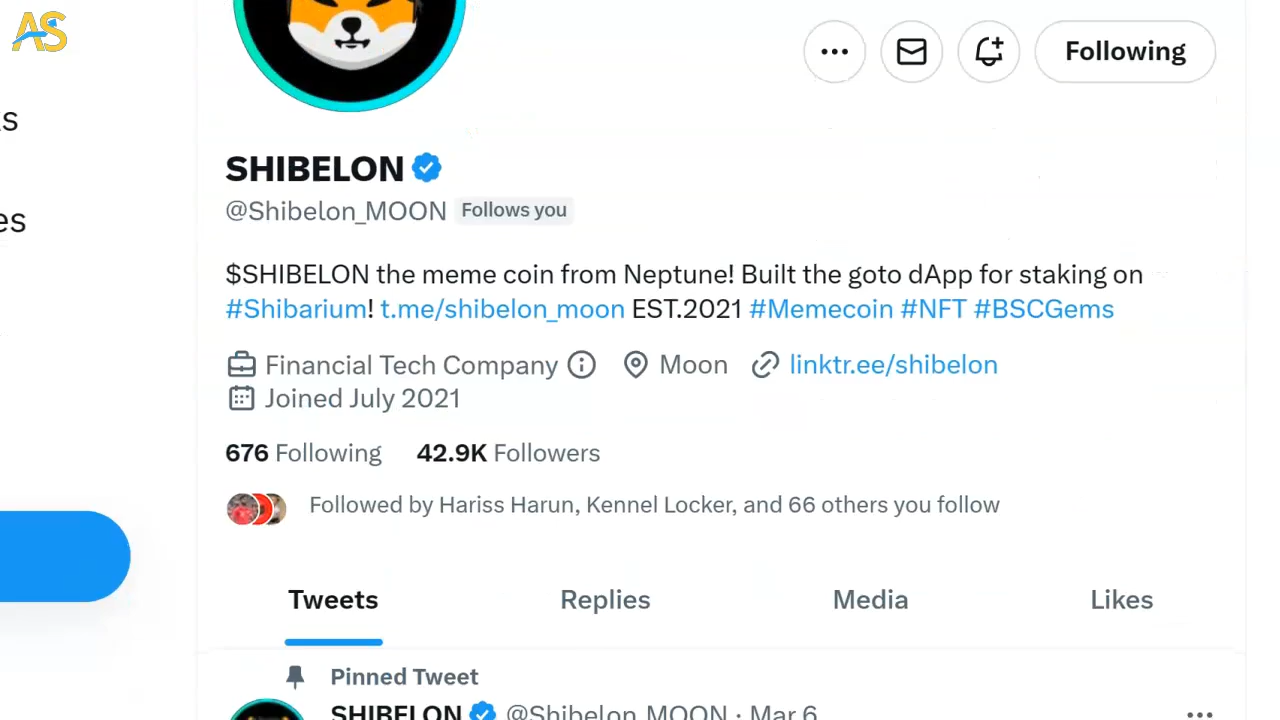 AS
Following
s
SHIBELON
@Shibelon_MOON Follows you
es
$SHIBELON the meme coin from Neptune! Built the goto dApp for staking on
#Shibarium! t.me/shibelon_moon EST.2021 #Memecoin #NFT #BSCGems
Financial Tech Company Moon linktr.ee/shibelon
Joined July 2021
676 Following 42.9K Followers
Followed by Hariss Harun, Kennel Locker, and 66 others you follow
Tweets Replies Media Likes
Pinned Tweet
SHIBELON @Shibelon_MOON · Mar 6